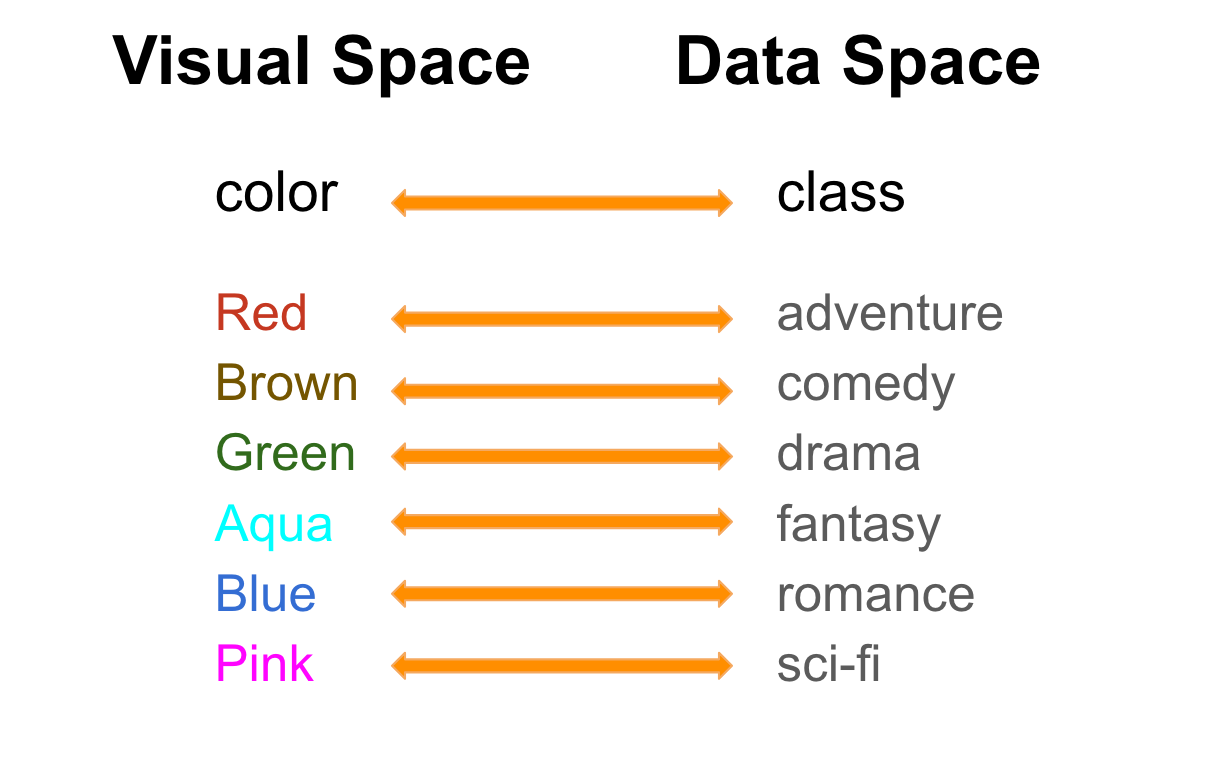 Visual Space Data Space
color class
Red adventure
Brown comedy
Green drama
Aqua fantasy
Blue romance
Pink sci-fi